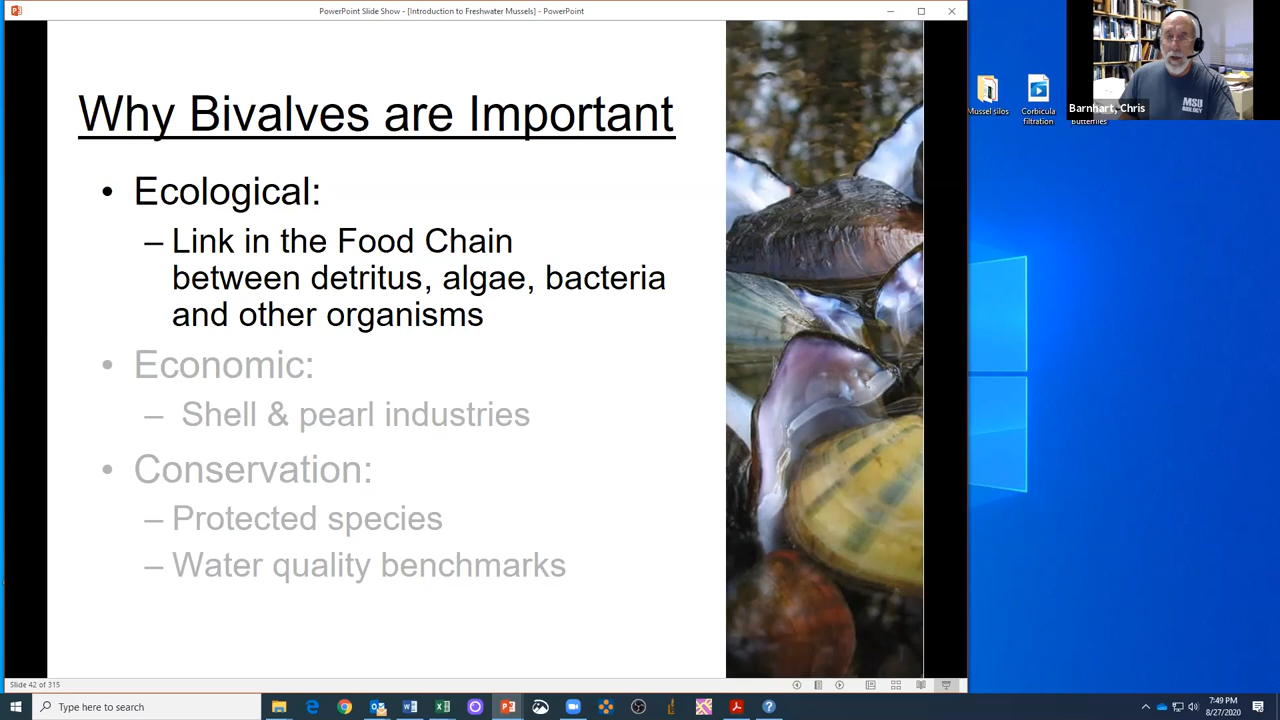 PowerPoint Slide Show - [Introduction to Freshwater Mussels] - PowerPoint
Why Bivalves are Important
• Ecological:
– Link in the Food Chain
between detritus, algae, bacteria
and other organisms
• Economic:
– Shell & pearl industries
• Conservation:
– Protected species
– Water quality benchmarks
Slide 42 of 315
Mussel silos
Corbicula
filtration
Butterflies
Barnhart, Chris
MSU
BIOLOGY
Type here to search
7:49 PM
8/27/2020